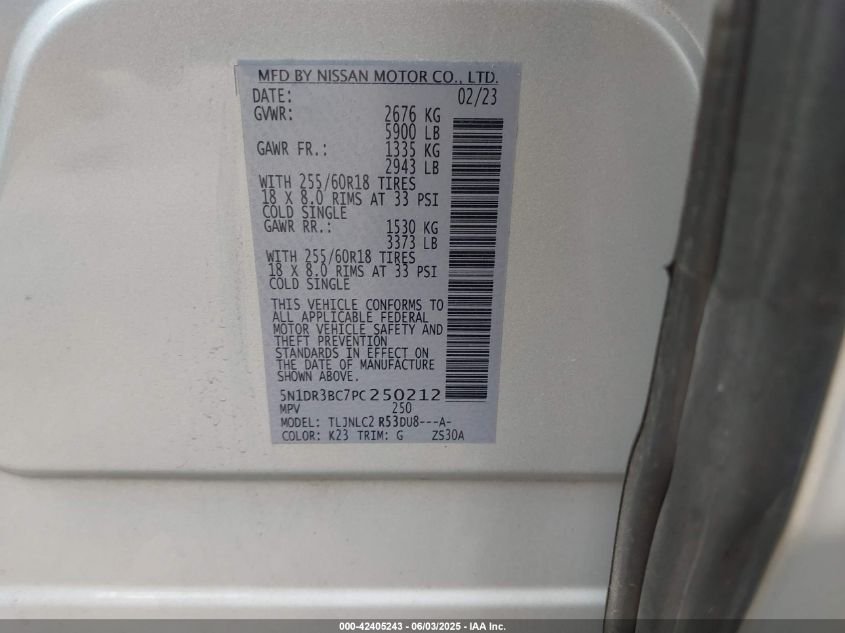 MFD BY NISSAN MOTOR CO., LTD.
DATE: 02/23
GVWR: 2676 KG
5900 LB
GAWR FR.: 1335 KG
2943 LB
WITH 255/60R18 TIRES
18 X 8.0 RIMS AT 33 PSI
COLD SINGLE
GAWR RR.: 1530 KG
3373 LB
WITH 255/60R18 TIRES
18 X 8.0 RIMS AT 33 PSI
COLD SINGLE
THIS VEHICLE CONFORMS TO
ALL APPLICABLE FEDERAL
MOTOR VEHICLE SAFETY AND
THEFT PREVENTION
STANDARDS IN EFFECT ON
THE DATE OF MANUFACTURE
SHOWN ABOVE.
5N1DR3BC7PC250212
MPV 250
MODEL: TLJNLC2 R53DU8---A-
COLOR: K23 TRIM: G ZS30A
000-42405243 - 06/03/2025 - IAA Inc.